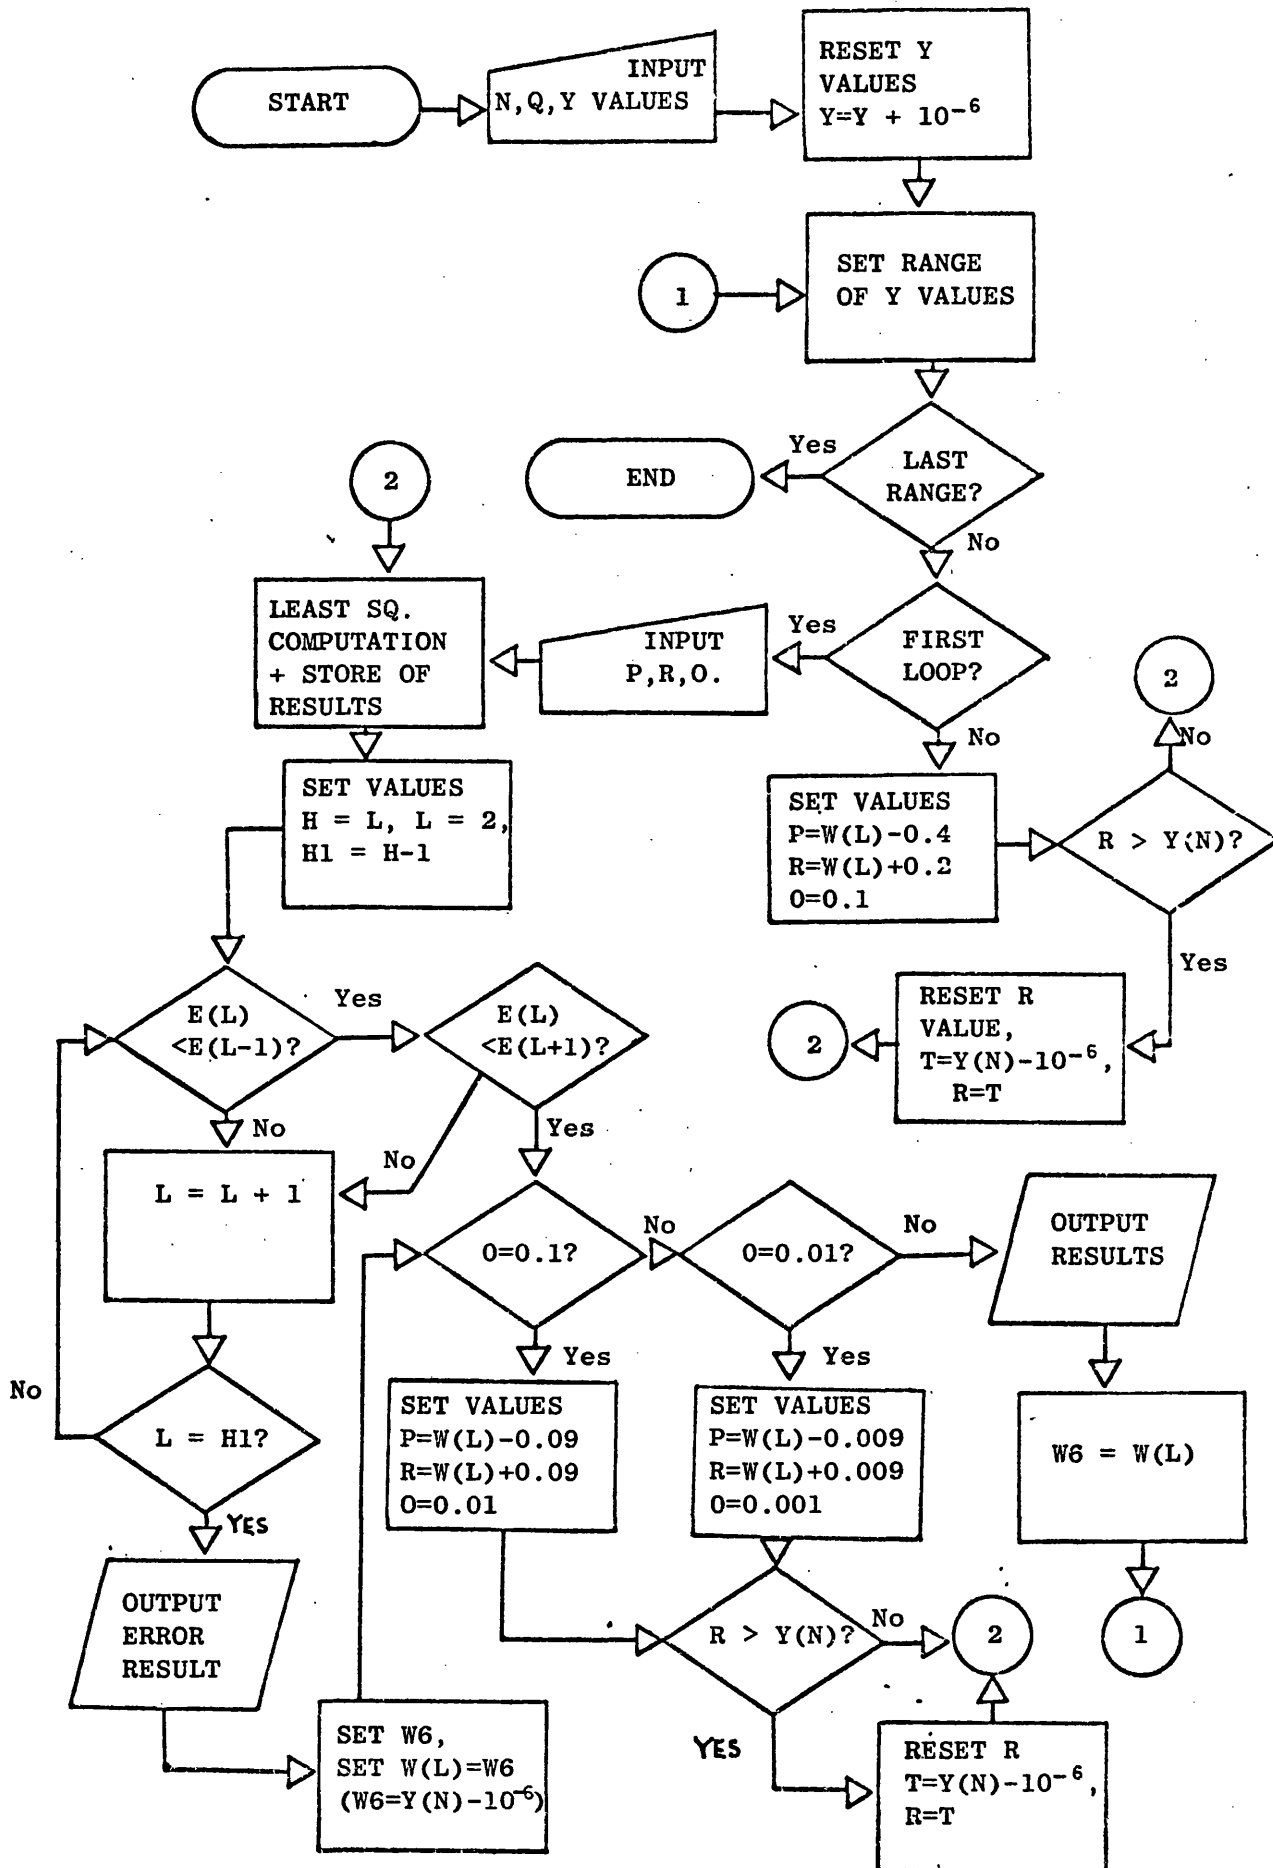 START
INPUT
N,Q,Y VALUES
RESET Y
VALUES
Y=Y + 10⁻⁶
1
SET RANGE
OF Y VALUES
LAST
RANGE?
Yes
END
No
2
LEAST SQ.
COMPUTATION
+ STORE OF
RESULTS
INPUT
P,R,O.
Yes
FIRST
LOOP?
No
2
No
SET VALUES
H = L, L = 2,
H1 = H-1
SET VALUES
P=W(L)-0.4
R=W(L)+0.2
O=0.1
R > Y(N)?
Yes
RESET R
VALUE,
T=Y(N)-10⁻⁶,
R=T
2
E(L)
<E(L-1)?
Yes
E(L)
<E(L+1)?
No
No
Yes
L = L + 1
O=0.1?
No
O=0.01?
No
OUTPUT
RESULTS
Yes
Yes
No
L = H1?
SET VALUES
P=W(L)-0.09
R=W(L)+0.09
O=0.01
SET VALUES
P=W(L)-0.009
R=W(L)+0.009
O=0.001
W6 = W(L)
YES
OUTPUT
ERROR
RESULT
R > Y(N)?
No
2
1
YES
SET W6,
SET W(L)=W6
(W6=Y(N)-10⁻⁶)
RESET R
T=Y(N)-10⁻⁶,
R=T